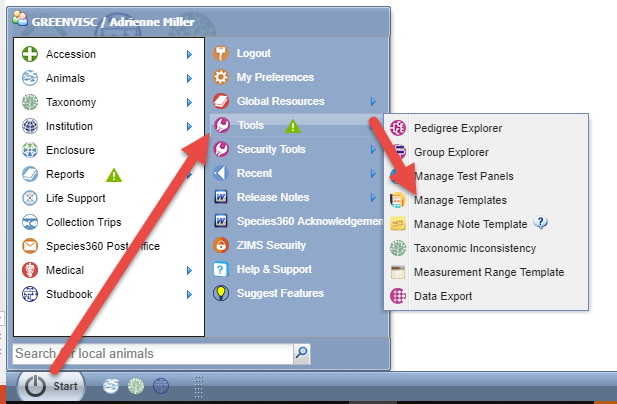 GREENVISC / Adrienne Miller
Accession
Animals
Taxonomy
Institution
Enclosure
Reports
Life Support
Collection Trips
Species360 Post Office
Medical
Studbook
Logout
My Preferences
Global Resources
Tools
Security Tools
Recent
Release Notes
Species360 Acknowledgemen
ZIMS Security
Help & Support
Suggest Features
Pedigree Explorer
Group Explorer
Manage Test Panels
Manage Templates
Manage Note Template
Taxonomic Inconsistency
Measurement Range Template
Data Export
Search for local animals
Start